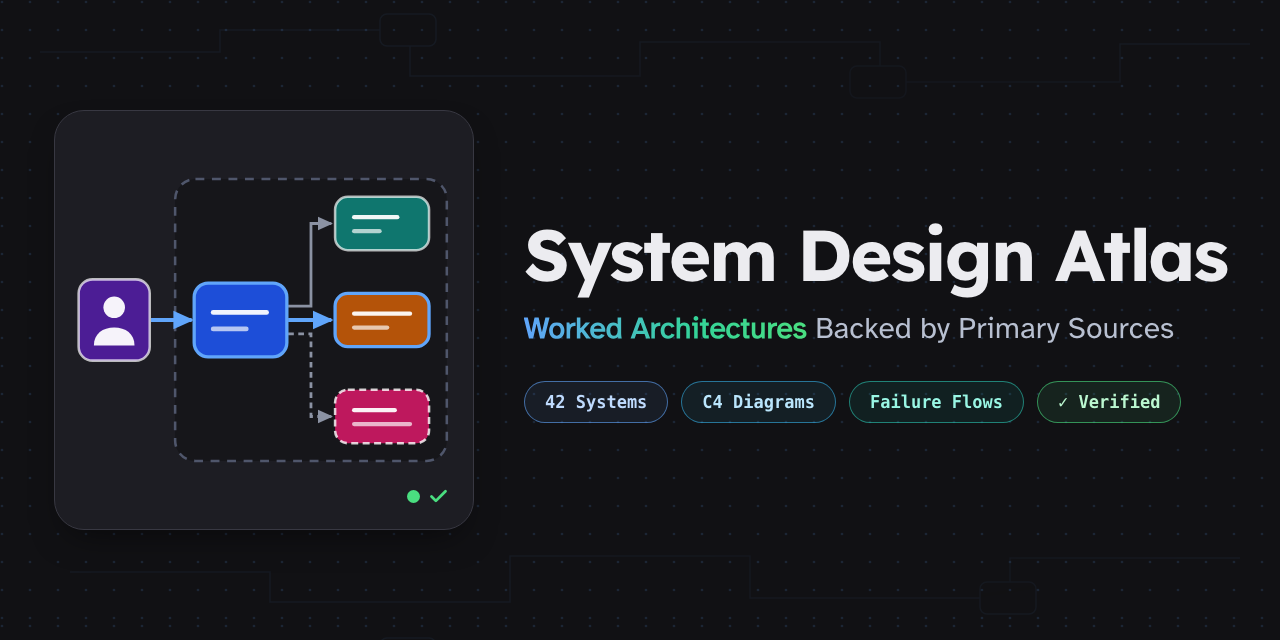 System Design Atlas
Worked Architectures Backed by Primary Sources
42 Systems
C4 Diagrams
Failure Flows
✓ Verified